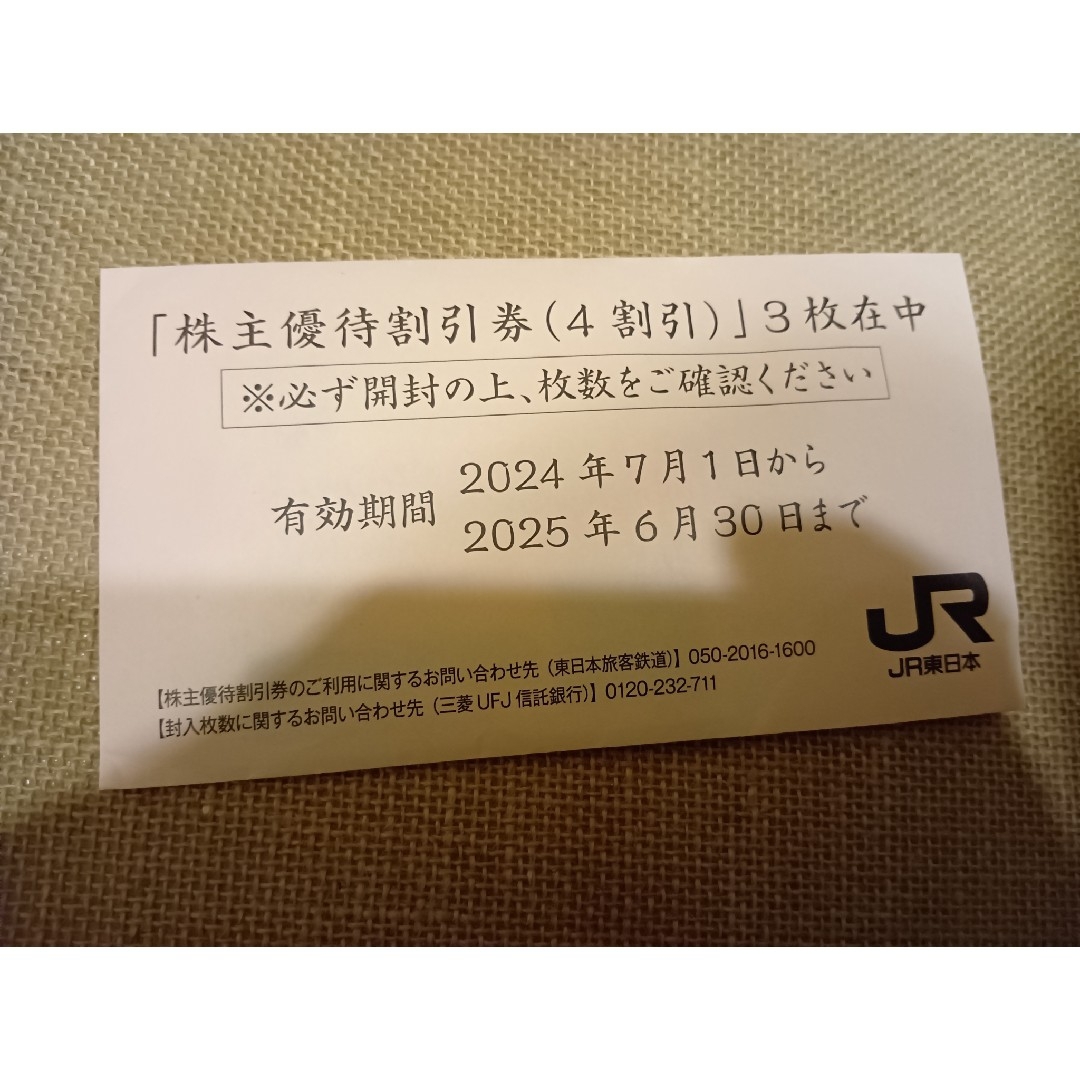 「株主優待割引券(4割引)」3枚在中
※必ず開封の上、枚数をご確認ください
有効期間
2024年7月1日から
2025年6月30日まで
JR
JR東日本
【株主優待割引券のご利用に関するお問い合わせ先(東日本旅客鉄道)】050-2016-1600
【封入枚数に関するお問い合わせ先(三菱UFJ信託銀行)】0120-232-711